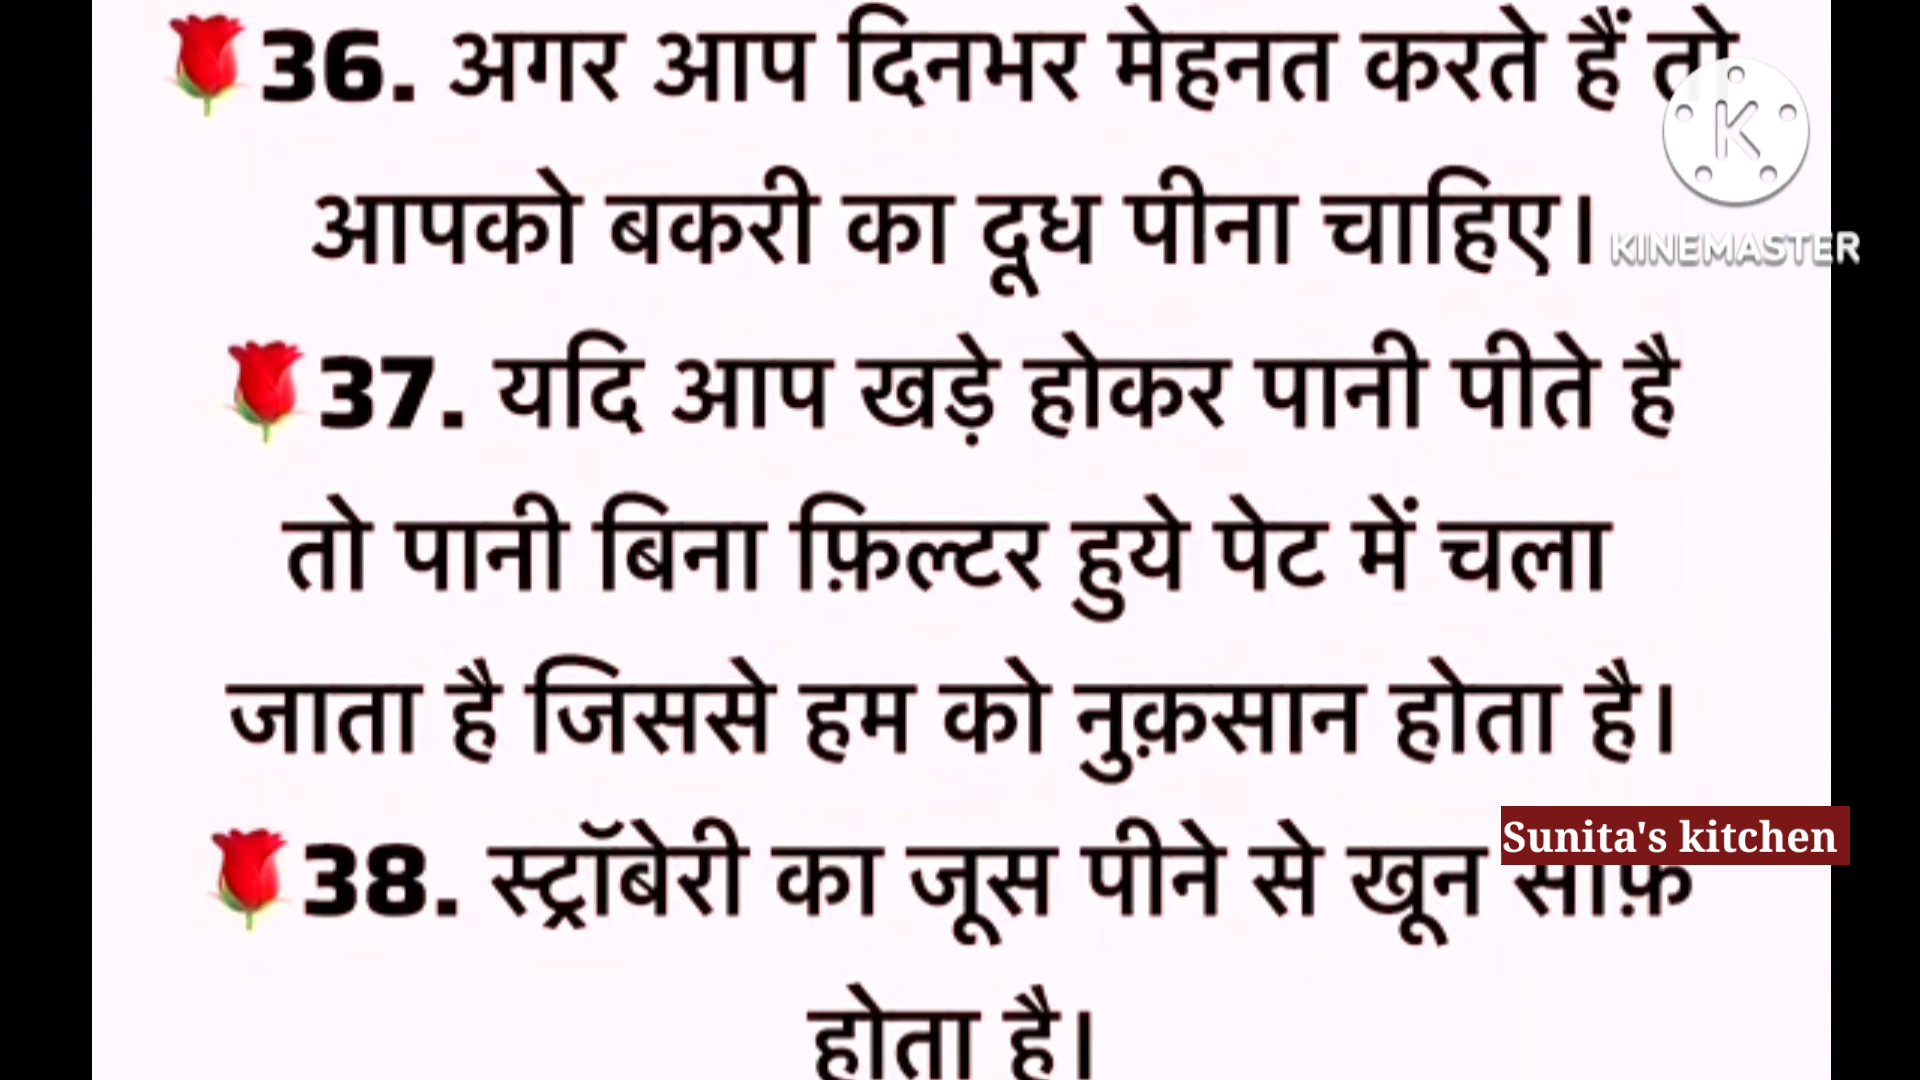 🌹36. अगर आप दिनभर मेहनत करते हैं तो
आपको बकरी का दूध पीना चाहिए।
KINEMASTER
🌹37. यदि आप खड़े होकर पानी पीते है
तो पानी बिना फ़िल्टर हुये पेट में चला
जाता है जिससे हम को नुक़सान होता है।
Sunita's kitchen
🌹38. स्ट्रॉबेरी का जूस पीने से खून साफ़
होता है।